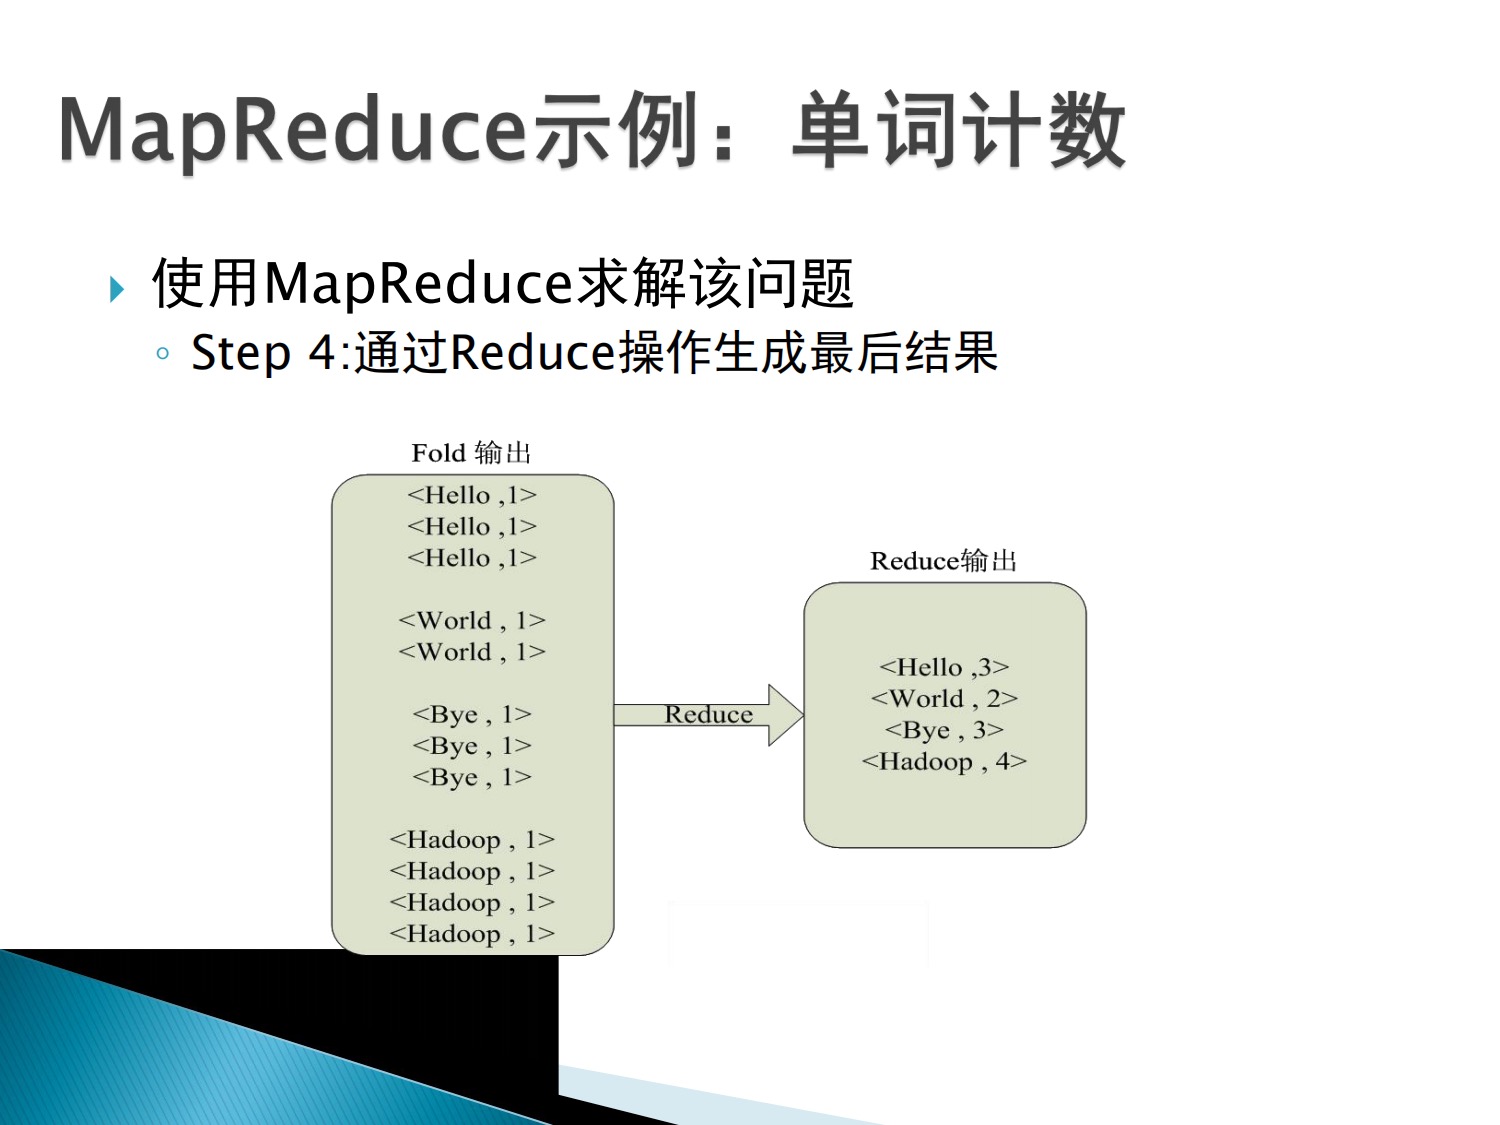 MapReduce示例：单词计数
使用MapReduce求解该问题
Step 4:通过Reduce操作生成最后结果
Fold 输出
<Hello ,1>
<Hello ,1>
<Hello ,1>
<World , 1>
<World , 1>
<Bye , 1>
<Bye , 1>
<Bye , 1>
<Hadoop , 1>
<Hadoop , 1>
<Hadoop , 1>
<Hadoop , 1>
Reduce
Reduce输出
<Hello ,3>
<World , 2>
<Bye , 3>
<Hadoop , 4>